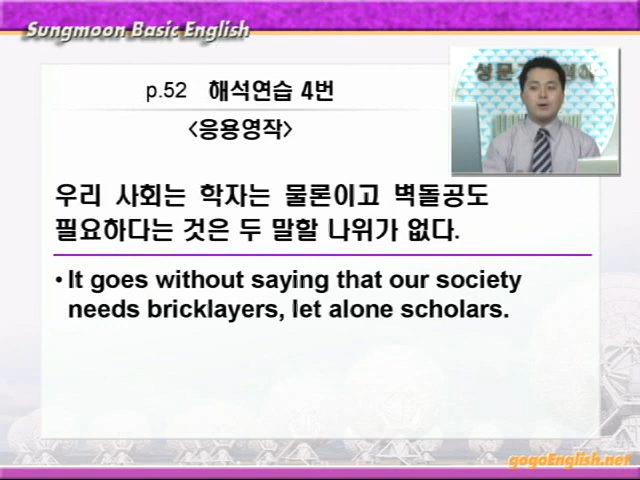 Sungmoon Basic English
p.52 해석연습 4번
<응용영작>
우리 사회는 학자는 물론이고 벽돌공도
필요하다는 것은 두 말할 나위가 없다.
• It goes without saying that our society
needs bricklayers, let alone scholars.
gogoEnglish.net